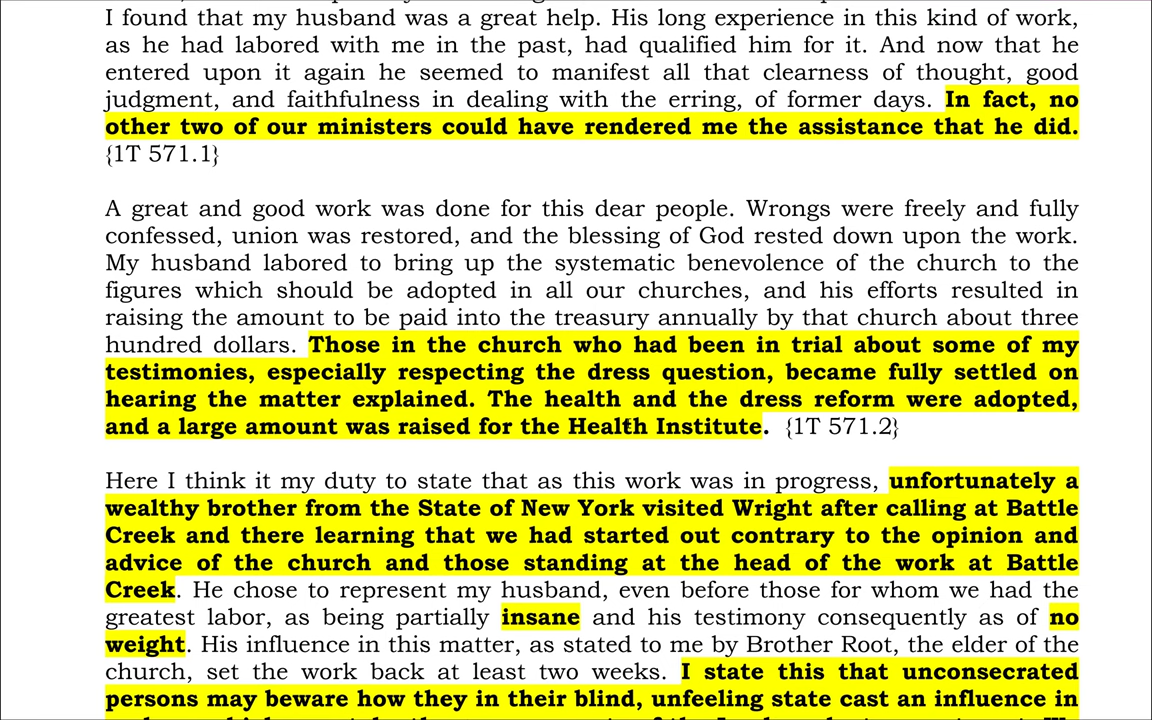 I found that my husband was a great help. His long experience in this kind of work,
as he had labored with me in the past, had qualified him for it. And now that he
entered upon it again he seemed to manifest all that clearness of thought, good
judgment, and faithfulness in dealing with the erring, of former days. In fact, no
other two of our ministers could have rendered me the assistance that he did.
{1T 571.1}
A great and good work was done for this dear people. Wrongs were freely and fully
confessed, union was restored, and the blessing of God rested down upon the work.
My husband labored to bring up the systematic benevolence of the church to the
figures which should be adopted in all our churches, and his efforts resulted in
raising the amount to be paid into the treasury annually by that church about three
hundred dollars. Those in the church who had been in trial about some of my
testimonies, especially respecting the dress question, became fully settled on
hearing the matter explained. The health and the dress reform were adopted,
and a large amount was raised for the Health Institute. {1T 571.2}
Here I think it my duty to state that as this work was in progress, unfortunately a
wealthy brother from the State of New York visited Wright after calling at Battle
Creek and there learning that we had started out contrary to the opinion and
advice of the church and those standing at the head of the work at Battle
Creek. He chose to represent my husband, even before those for whom we had the
greatest labor, as being partially insane and his testimony consequently as of no
weight. His influence in this matter, as stated to me by Brother Root, the elder of the
church, set the work back at least two weeks. I state this that unconsecrated
persons may beware how they in their blind, unfeeling state cast an influence in